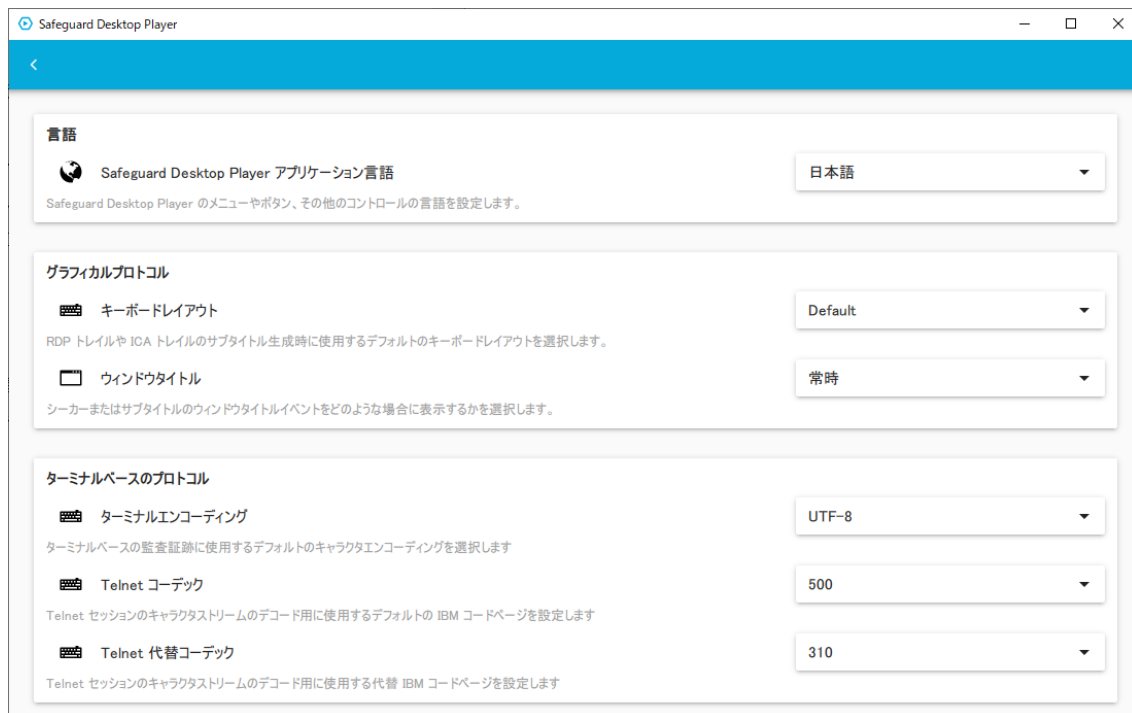 Safeguard Desktop Player
言語
Safeguard Desktop Player アプリケーション言語
日本語
Safeguard Desktop Player のメニューやボタン、その他のコントロールの言語を設定します。
グラフィカルプロトコル
キーボードレイアウト
Default
RDP トレイルや ICA トレイルのサブタイトル生成時に使用するデフォルトのキーボードレイアウトを選択します。
ウィンドウタイトル
常時
シーカーまたはサブタイトルのウィンドウタイトルイベントをどのような場合に表示するかを選択します。
ターミナルベースのプロトコル
ターミナルエンコーディング
UTF-8
ターミナルベースの監査証跡に使用するデフォルトのキャラクタエンコーディングを選択します
Telnet コーデック
500
Telnet セッションのキャラクタストリームのデコード用に使用するデフォルトの IBM コードページを設定します
Telnet 代替コーデック
310
Telnet セッションのキャラクタストリームのデコード用に使用する代替 IBM コードページを設定します